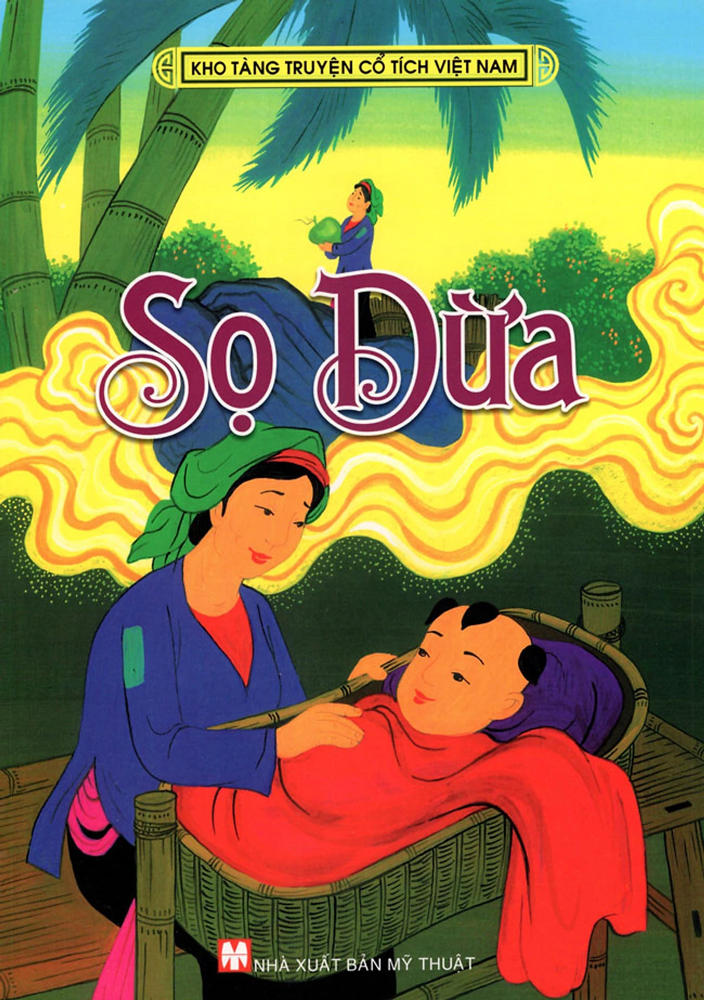 KHO TÀNG TRUYỆN CỔ TÍCH VIỆT NAM
Sọ Dừa
NHÀ XUẤT BẢN MỸ THUẬT